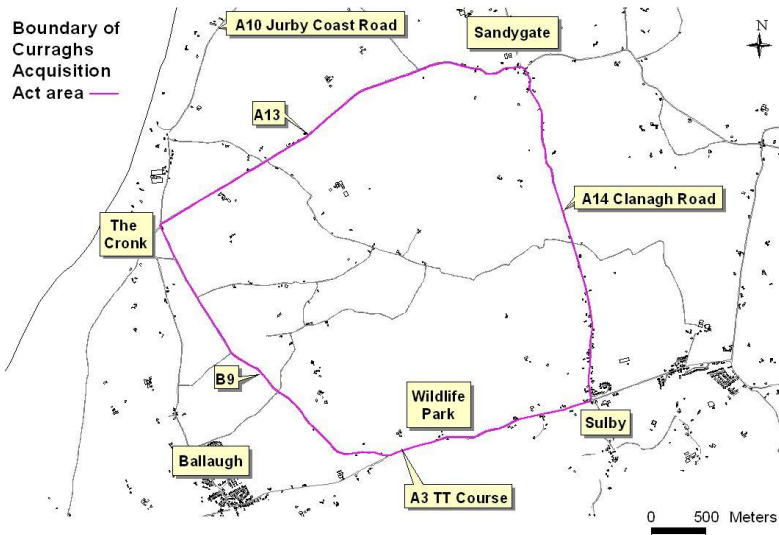 Boundary of
Curraghs
Acquisition
Act area
A10 Jurby Coast Road
Sandygate
N
A13
A14 Clanagh Road
The
Cronk
B9
Wildlife
Park
Sulby
Ballaugh
A3 TT Course
0 500 Meters